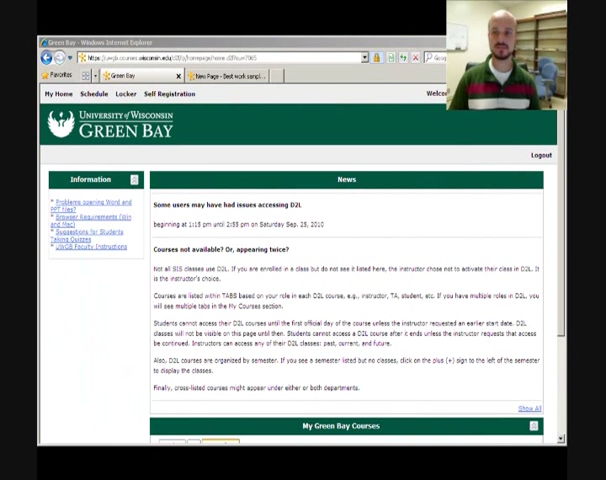 Green Bay - Windows Internet Explorer
Favorites
Green Bay
New Page - Best work sampl...
My Home Schedule Locker Self Registration
UNIVERSITY of WISCONSIN
GREEN BAY
Logout
Information
* Problems opening Word and
PPT files?
* Browser Requirements (Win
and Mac)
* Suggestions for Students
Taking Quizzes
* UWGB Faculty Instructions
News
Some users may have had issues accessing D2L
beginning at 1:15 pm until 2:55 pm on Saturday Sep. 25, 2010
Courses not available? Or, appearing twice?
Not all SIS classes use D2L. If you are enrolled in a class but do not see it listed here, the instructor chose not to activate their class in D2L. It
is the instructor's choice.
Courses are listed within TABS based on your role in each D2L course, e.g., instructor, TA, student, etc. If you have multiple roles in D2L, you
will see multiple tabs in the My Courses section.
Students cannot access their D2L courses until the first official day of the course unless the instructor requested an earlier start date. D2L
classes will not be visible on this page until then. Students cannot access a D2L course after it ends unless the instructor requests that access
be continued. Instructors can access any of their D2L classes: past, current, and future.
Also, D2L courses are organized by semester. If you see a semester listed but no classes, click on the plus (+) sign to the left of the semester
to display the classes.
Finally, cross-listed courses might appear under either or both departments.
Show All
My Green Bay Courses